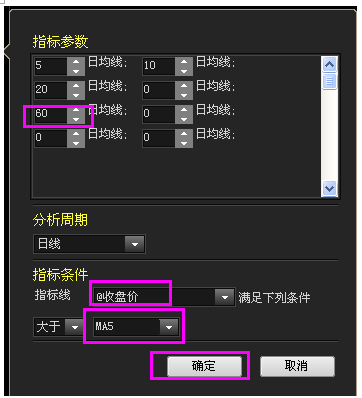 指标参数
5 日均线; 10 日均线;
20 日均线; 0 日均线;
60 日均线; 0 日均线;
0 日均线; 0 日均线;
分析周期
日线
指标条件
指标线 @收盘价 满足下列条件
大于 MA5
确定 取消